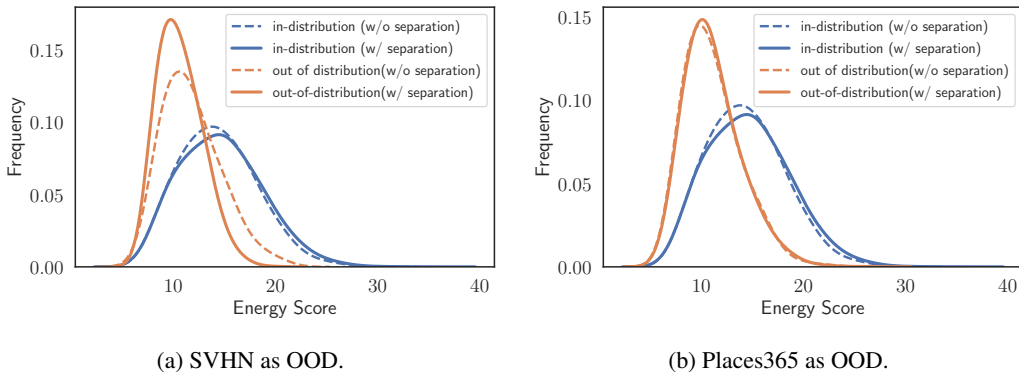 in-distribution (w/o separation)
in-distribution (w/ separation)
out of distribution(w/o separation)
out-of-distribution(w/ separation)
0.15
0.10
0.05
0.00
Frequency
10
20
30
40
Energy Score
(a) SVHN as OOD.
in-distribution (w/o separation)
in-distribution (w/ separation)
out of distribution(w/o separation)
out-of-distribution(w/ separation)
0.15
0.10
0.05
0.00
Frequency
10
20
30
40
Energy Score
(b) Places365 as OOD.